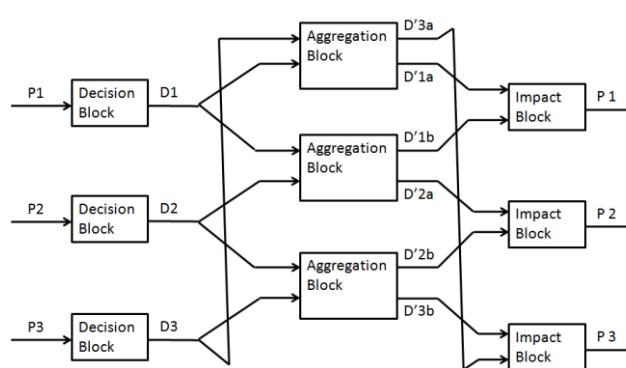 D'3a
Aggregation
Block
D'1a
P1
Decision
Block
D1
Impact
Block
P 1
D'1b
Aggregation
Block
D'2a
P2
Decision
Block
D2
Impact
Block
P 2
D'2b
Aggregation
Block
D'3b
P3
Decision
Block
D3
Impact
Block
P 3